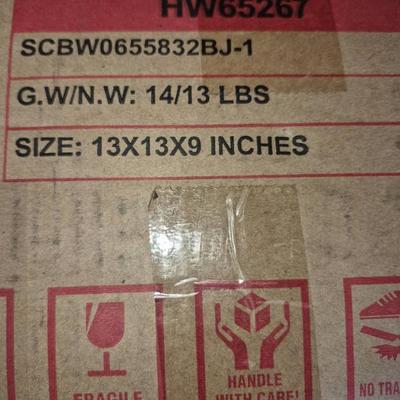 HW65267
SCBW0655832BJ-1
G.W/N.W: 14/13 LBS
SIZE: 13X13X9 INCHES
FRAGILE
HANDLE
WITH CARE!
NO TRA